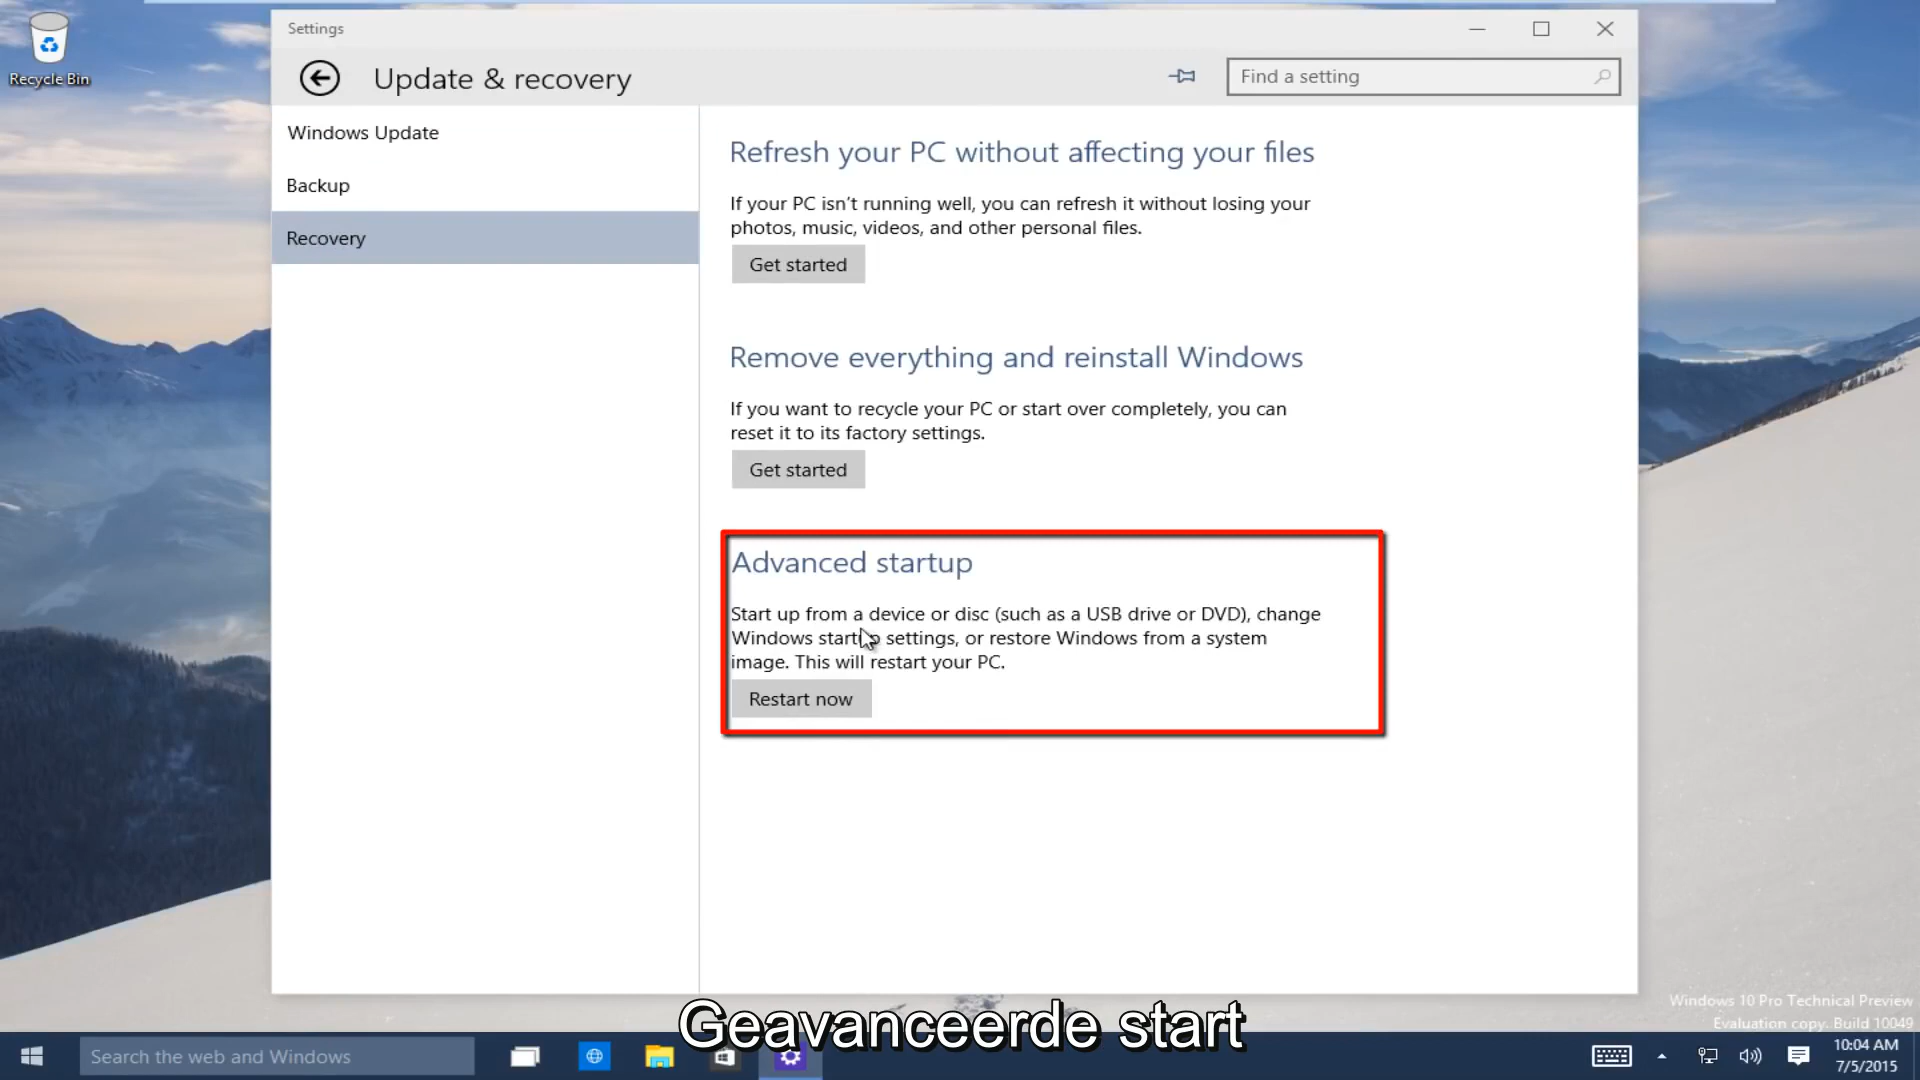 Settings
Recycle Bin
Update & recovery
Find a setting
Windows Update
Backup
Recovery
Refresh your PC without affecting your files
If your PC isn't running well, you can refresh it without losing your
photos, music, videos, and other personal files.
Get started
Remove everything and reinstall Windows
If you want to recycle your PC or start over completely, you can
reset it to its factory settings.
Get started
Advanced startup
Start up from a device or disc (such as a USB drive or DVD), change
Windows startup settings, or restore Windows from a system
image. This will restart your PC.
Restart now
Windows 10 Pro Technical Preview
Evaluation copy. Build 10049
Geavanceerde start
Search the web and Windows
10:04 AM
7/5/2015